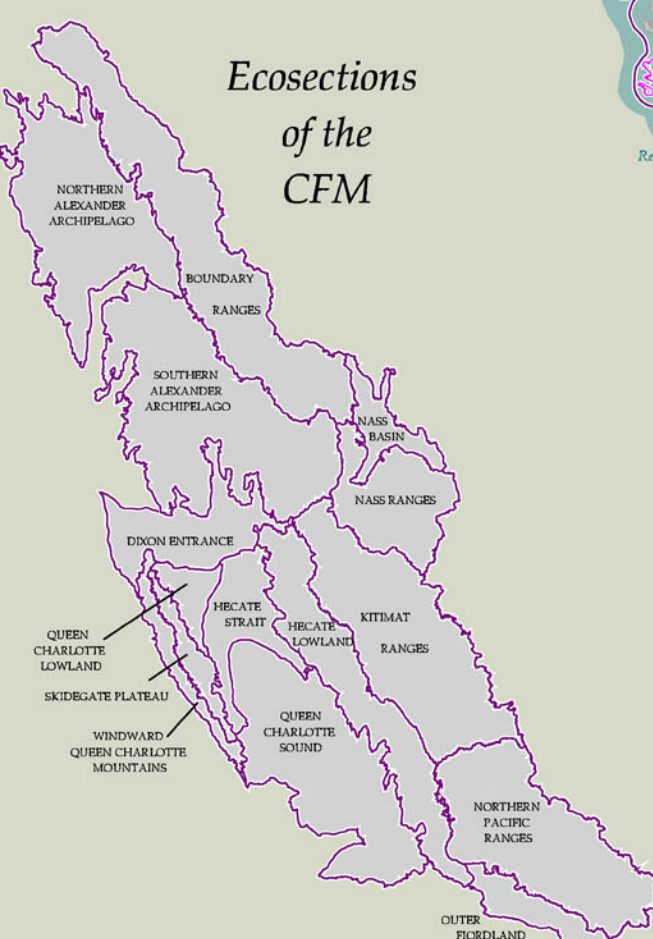 Ecosections
of the
CFM
Re
NORTHERN
ALEXANDER
ARCHIPELAGO
BOUNDARY
RANGES
SOUTHERN
ALEXANDER
ARCHIPELAGO
NASS
BASIN
NASS RANGES
DIXON ENTRANCE
HECATE
STRAIT
HECATE
LOWLAND
KITIMAT
RANGES
QUEEN
CHARLOTTE
LOWLAND
SKIDEGATE PLATEAU
WINDWARD
QUEEN CHARLOTTE
MOUNTAINS
QUEEN
CHARLOTTE
SOUND
NORTHERN
PACIFIC
RANGES
OUTER
FIORDLAND